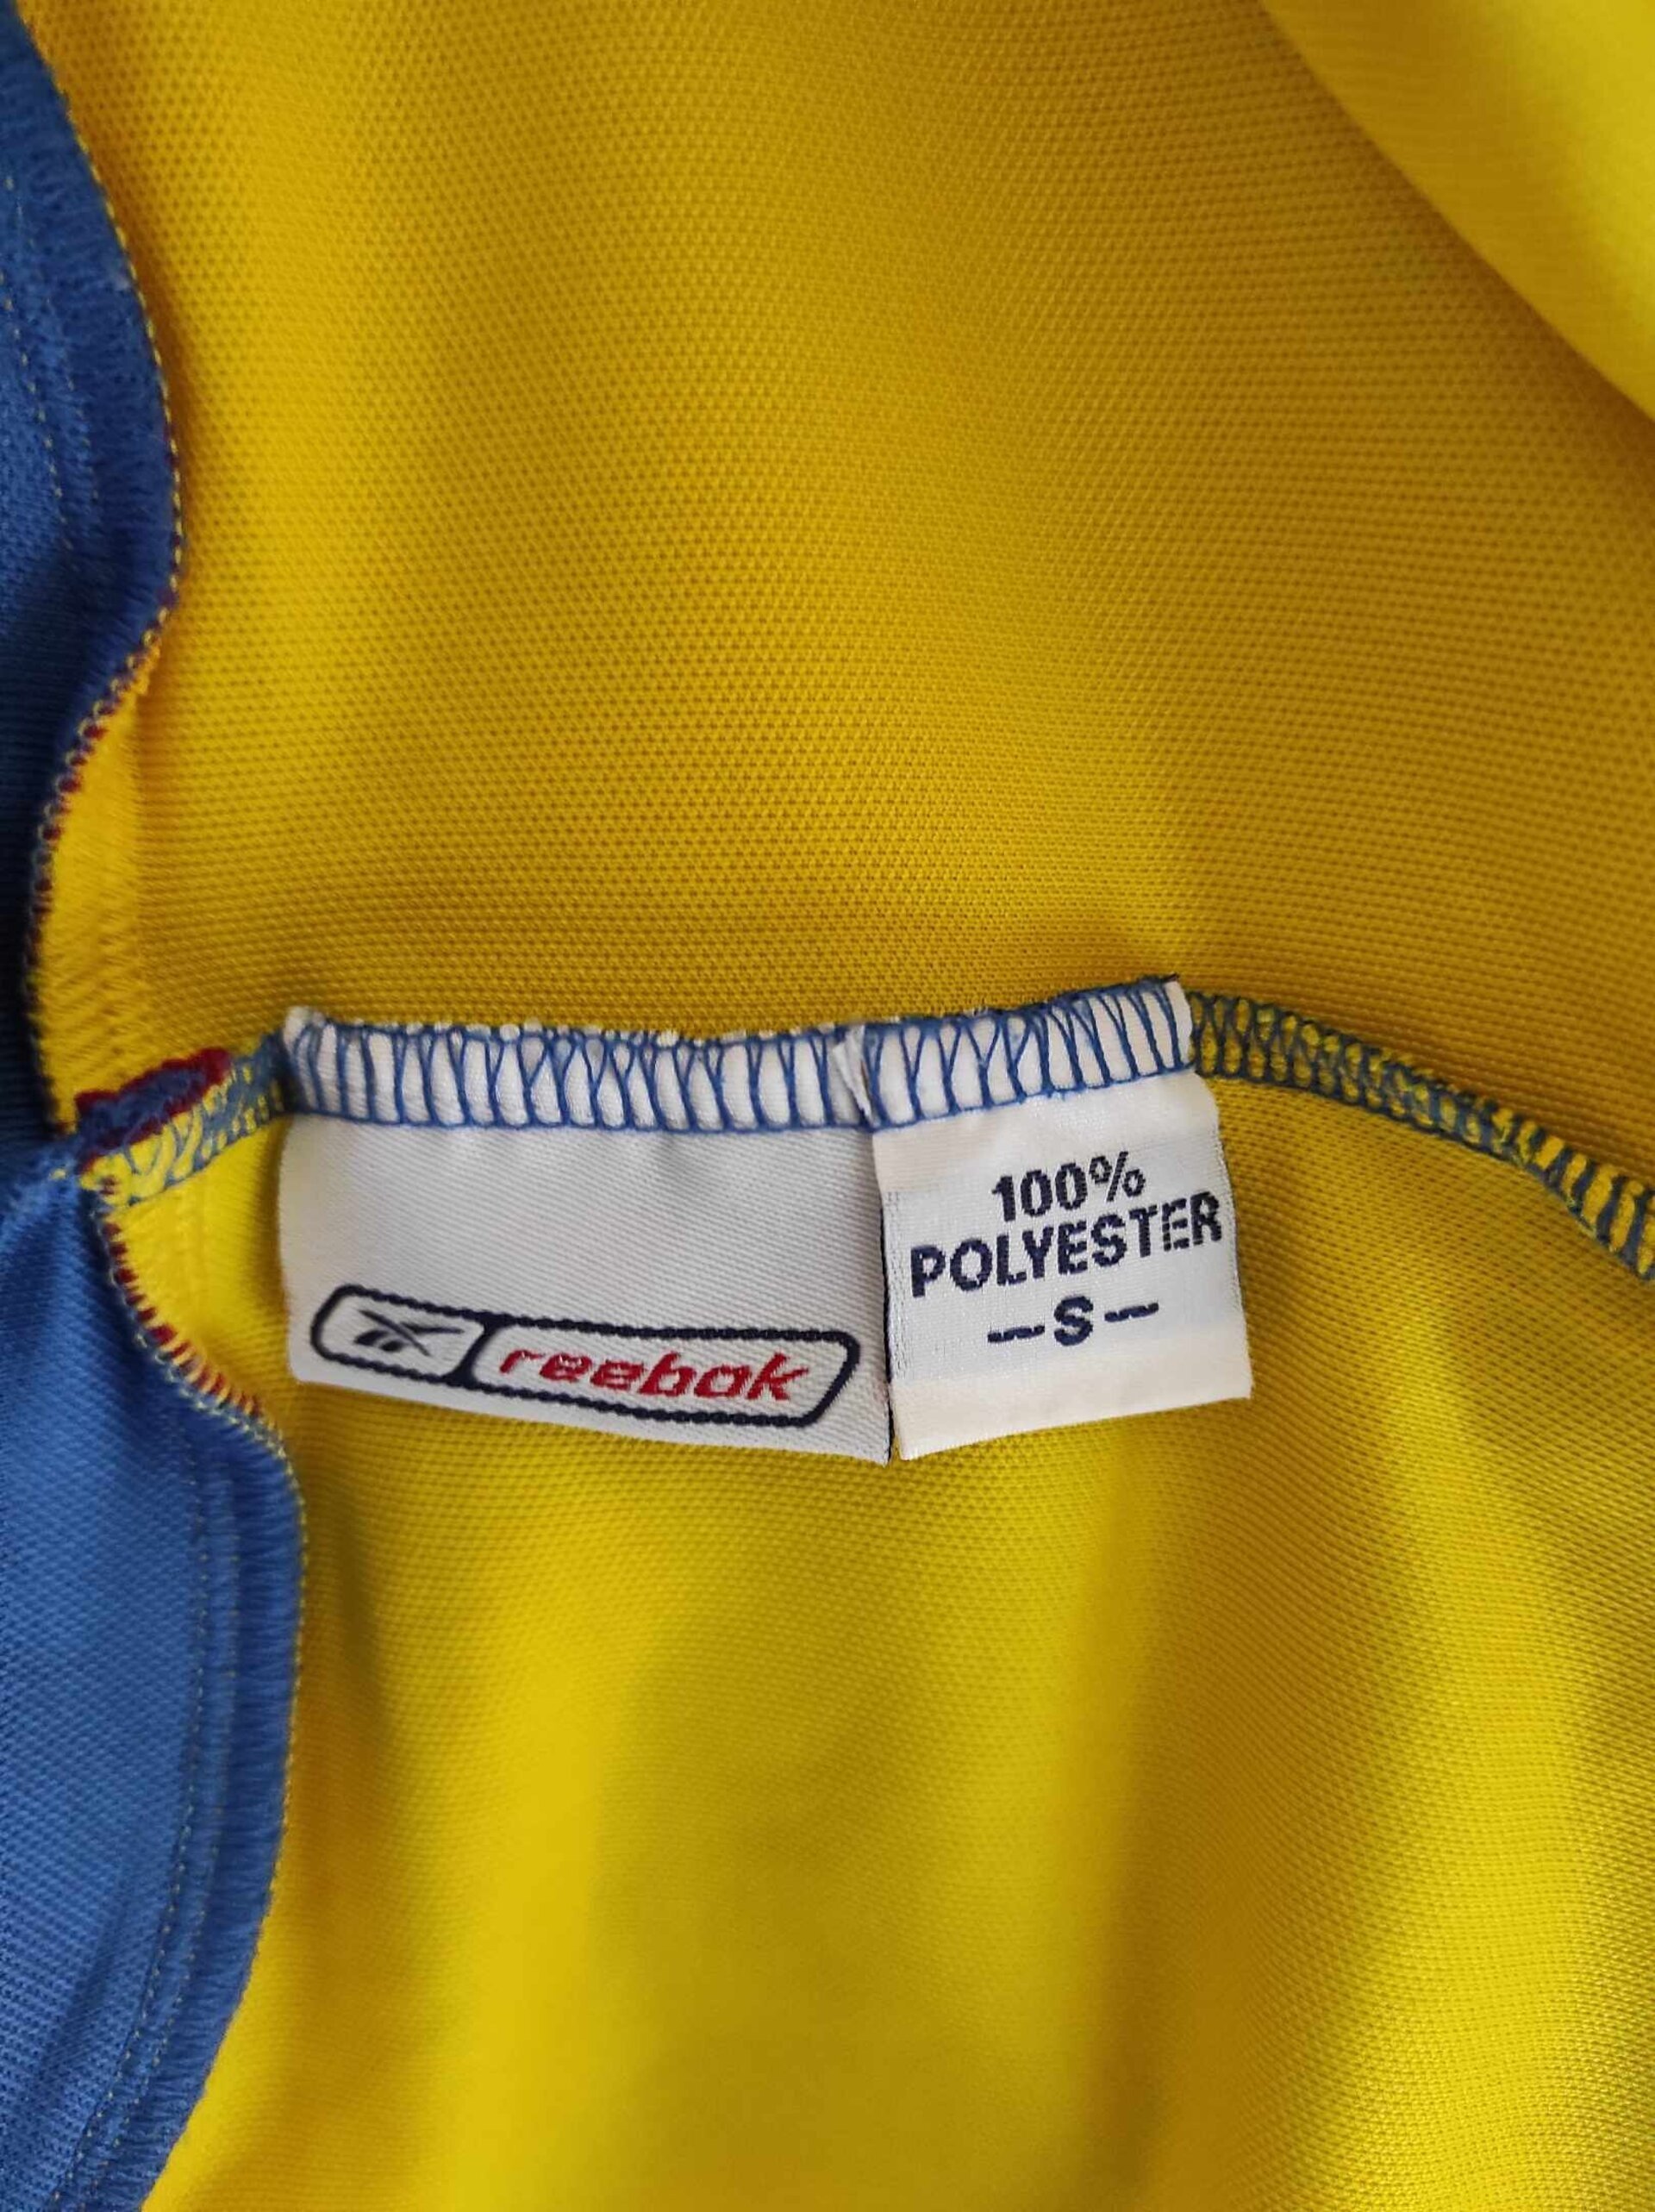 reebok
100%
POLYESTER
—S—